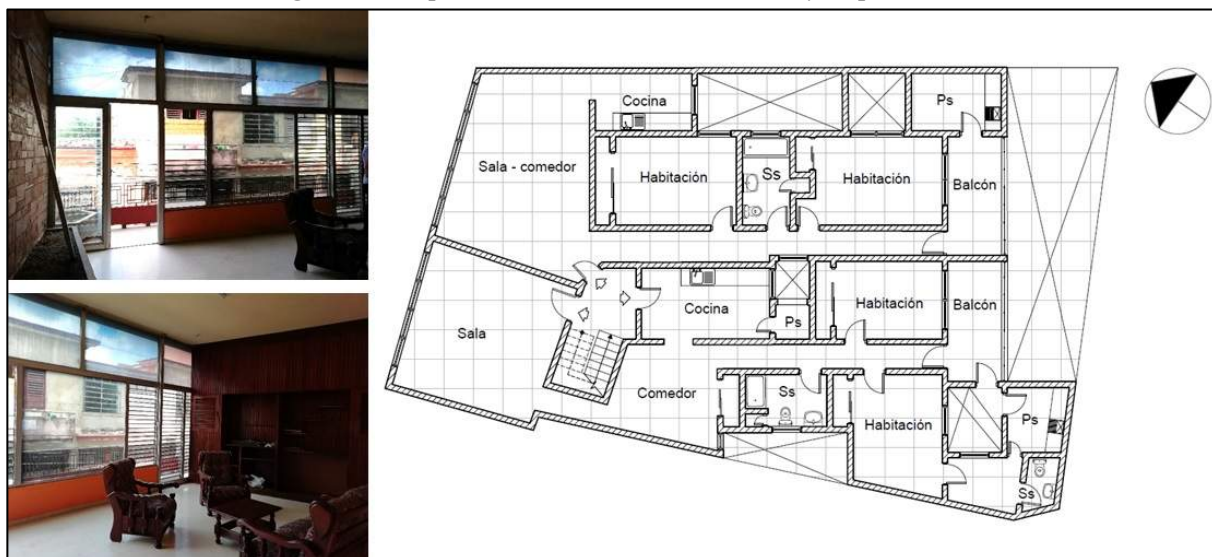 Cocina
Ps
Sala - comedor
Habitación
Ss
Habitación
Balcón
Cocina
Habitación
Balcón
Sala
Ps
Comedor
Ss
Habitación
Ps
Ss